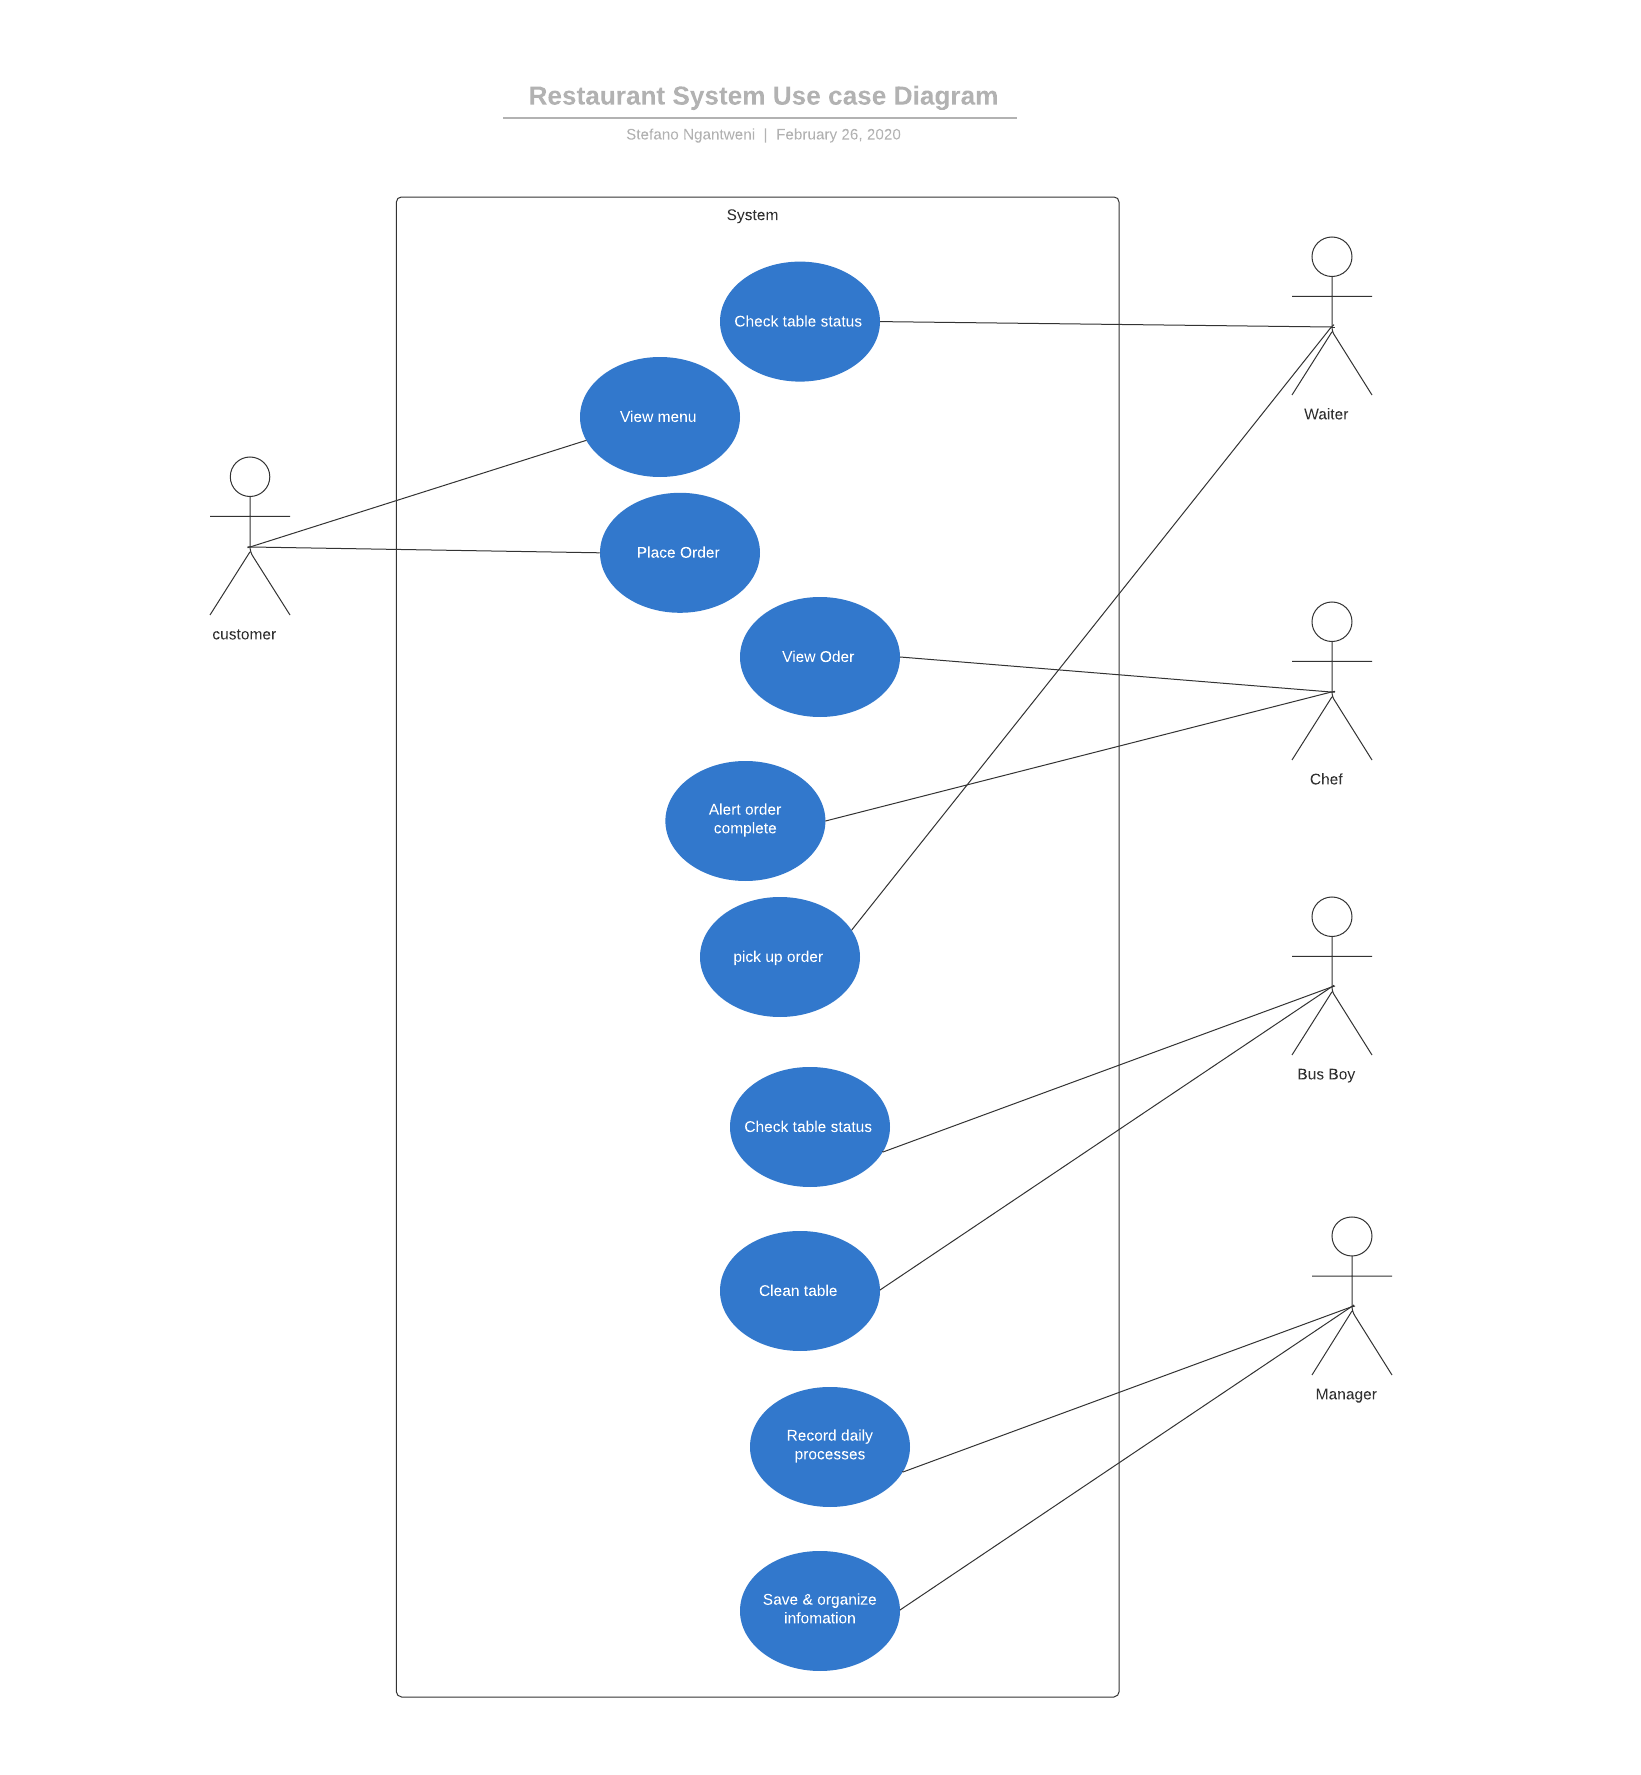 Restaurant System Use case Diagram
Stefano Ngantweni | February 26, 2020
System
Check table status
Waiter
View menu
customer
Place Order
View Oder
Chef
Alert order
complete
pick up order
Bus Boy
Check table status
Clean table
Manager
Record daily
processes
Save & organize
infomation